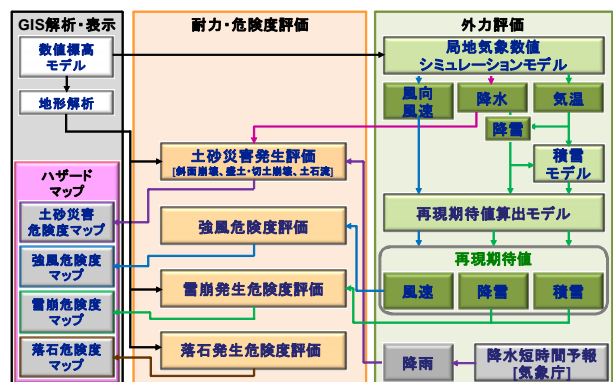 GIS解析・表示
数値標高
モデル
地形解析
ハザード
マップ
土砂災害
危険度マップ
強風危険度
マップ
雪崩危険度
マップ
落石危険度
マップ
耐力・危険度評価
土砂災害発生評価
[斜面崩壊、盛土・切土崩壊、土石流]
強風危険度評価
雪崩発生危険度評価
落石発生危険度評価
外力評価
局地気象数値
シミュレーションモデル
風向
風速
降水
気温
降雪
積雪
モデル
再現期待値算出モデル
再現期待値
風速
降雪
積雪
降雨
降水短時間予報
[気象庁]